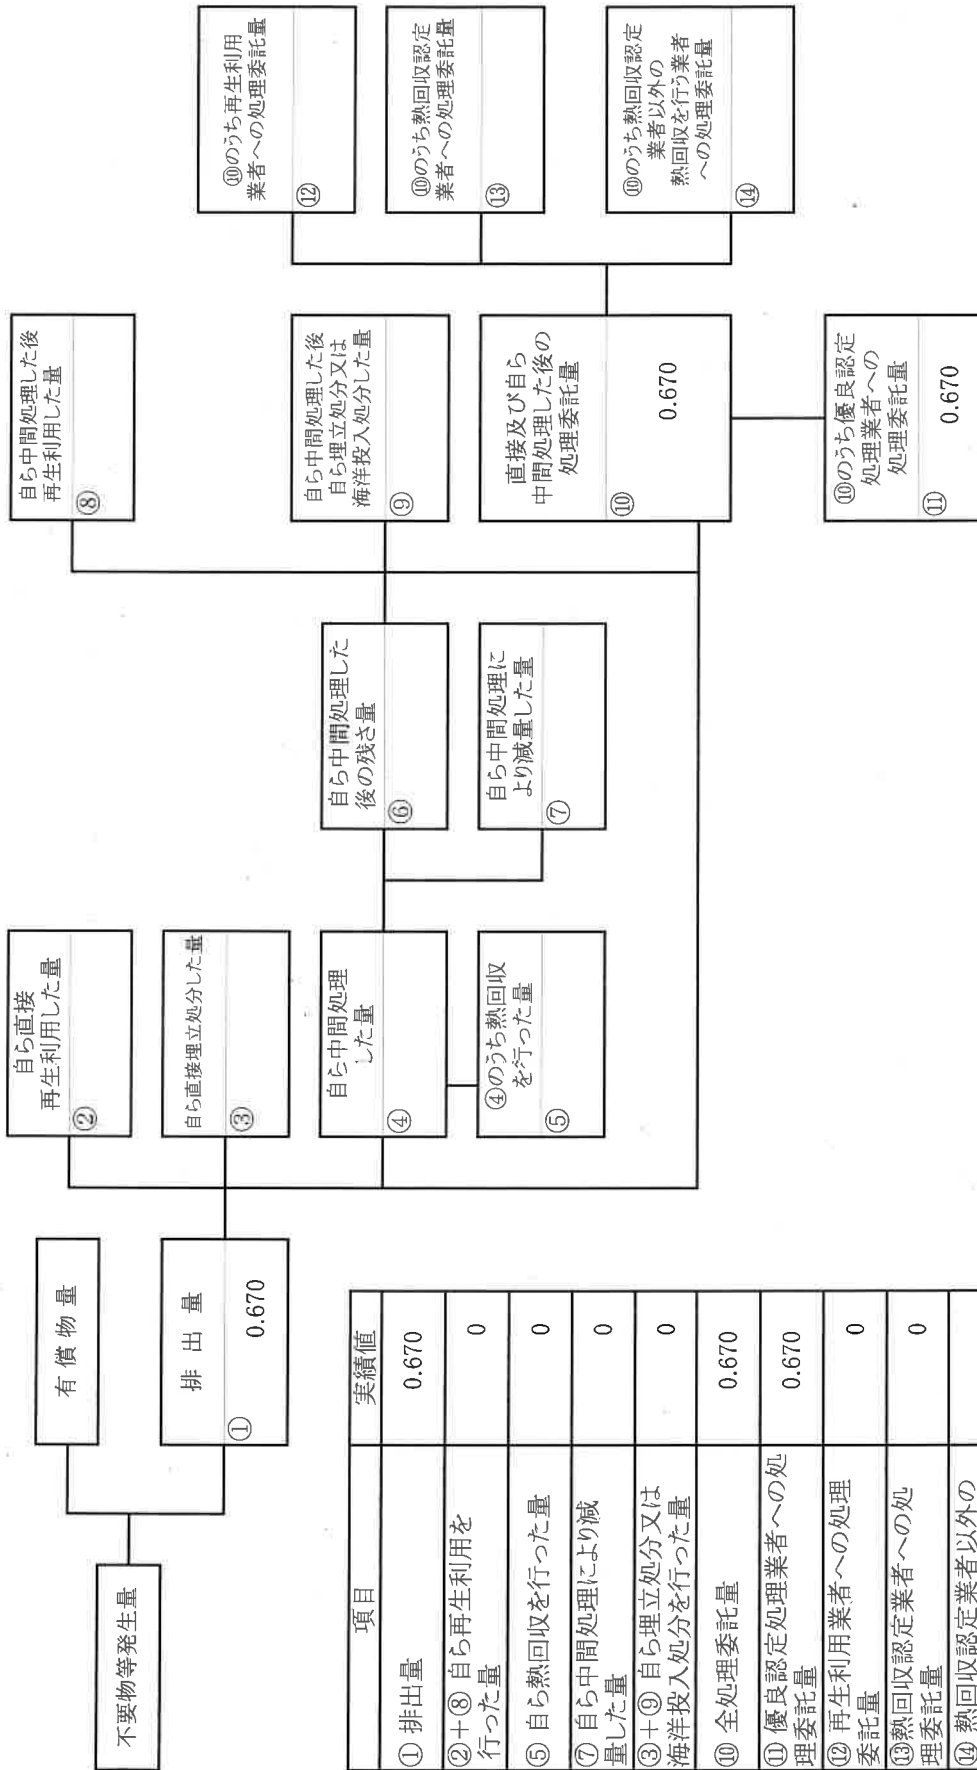 不要物等発生量
有償物量
排出量
①
0.670
自ら直接
再生利用した量
②
自ら直接埋立処分した量
③
自ら中間処理
した量
④
④のうち熱回収
を行った量
⑤
自ら中間処理した
後の残さ量
⑥
自ら中間処理に
より減量した量
⑦
自ら中間処理した後
再生利用した量
⑧
自ら中間処理した後
自ら埋立処分又は
海洋投入処分した量
⑨
直接及び自ら
中間処理した後の
処理委託量
⑩
0.670
⑩のうち優良認定
処理業者への
処理委託量
⑪
0.670
⑩のうち再生利用
業者への処理委託量
⑫
⑩のうち熱回収認定
業者への処理委託量
⑬
⑩のうち熱回収認定
業者以外の
熱回収を行う業者
への処理委託量
⑭
項目 実績値
① 排出量 0.670
②+⑧ 自ら再生利用を
行った量 0
⑤ 自ら熱回収を行った量 0
⑦ 自ら中間処理により減
量した量 0
③+⑨ 自ら埋立処分又は
海洋投入処分を行った量 0
⑩ 全処理委託量 0.670
⑪ 優良認定処理業者への処
理委託量 0.670
⑫ 再生利用業者への処理
委託量 0
⑬熱回収認定業者への処
理委託量 0
⑭ 熱回収認定業者以外の